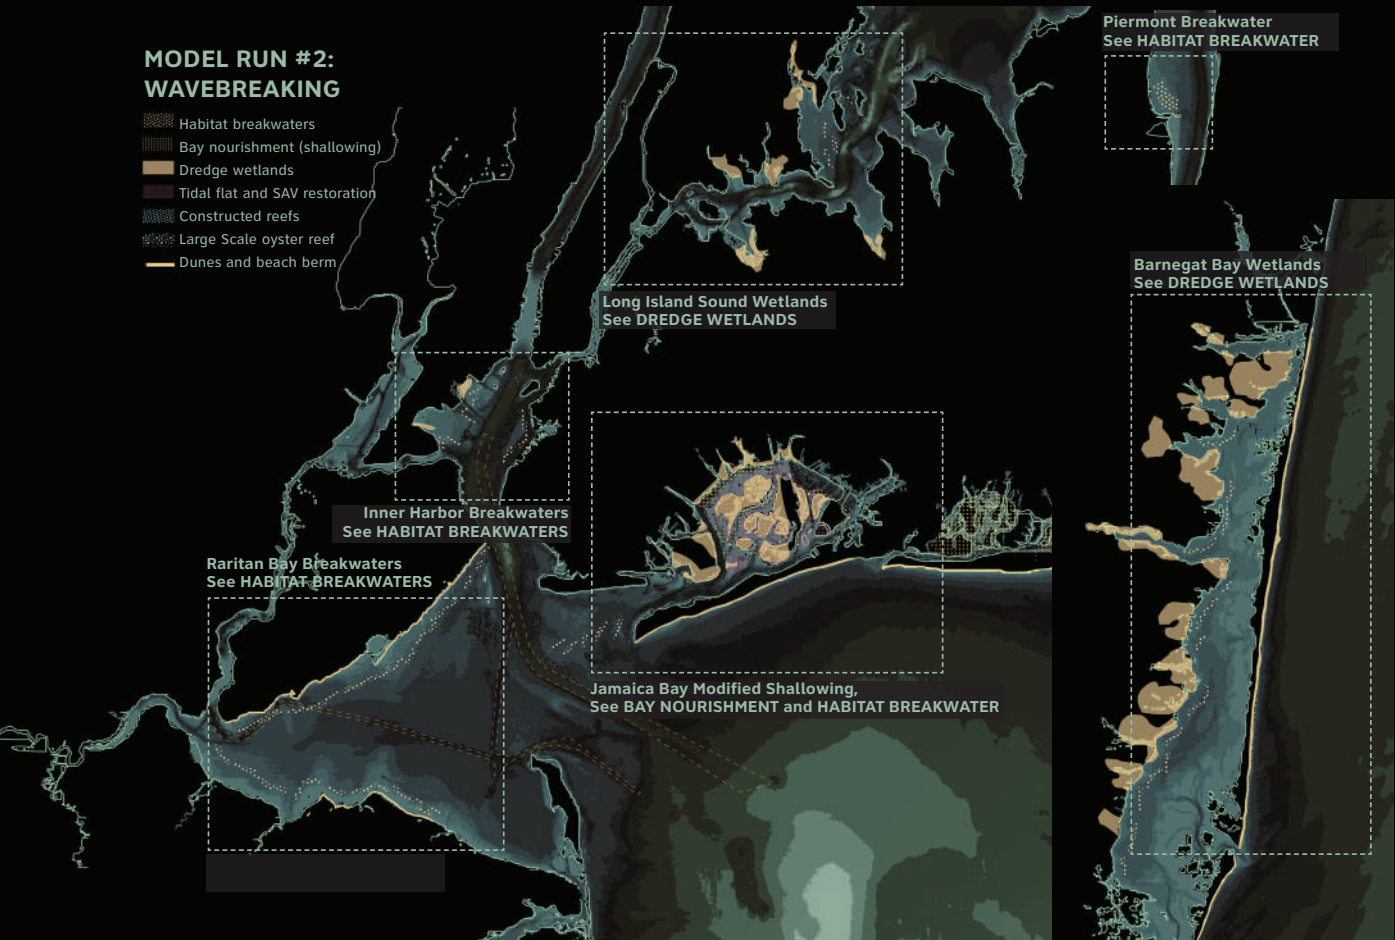 MODEL RUN #2:
WAVEBREAKING
Habitat breakwaters
Bay nourishment (shallowing)
Dredge wetlands
Tidal flat and SAV restoration
Constructed reefs
Large Scale oyster reef
Dunes and beach berm
Piermont Breakwater
See HABITAT BREAKWATER
Long Island Sound Wetlands
See DREDGE WETLANDS
Barnegat Bay Wetlands
See DREDGE WETLANDS
Inner Harbor Breakwaters
See HABITAT BREAKWATERS
Raritan Bay Breakwaters
See HABITAT BREAKWATERS
Jamaica Bay Modified Shallowing,
See BAY NOURISHMENT and HABITAT BREAKWATER